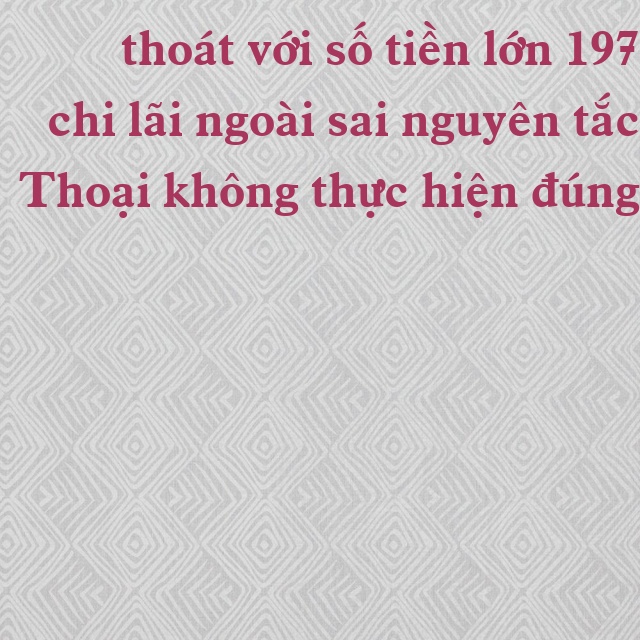 thoát với số tiền lớn 197
chi lãi ngoài sai nguyên tắc
Thoại không thực hiện đúng